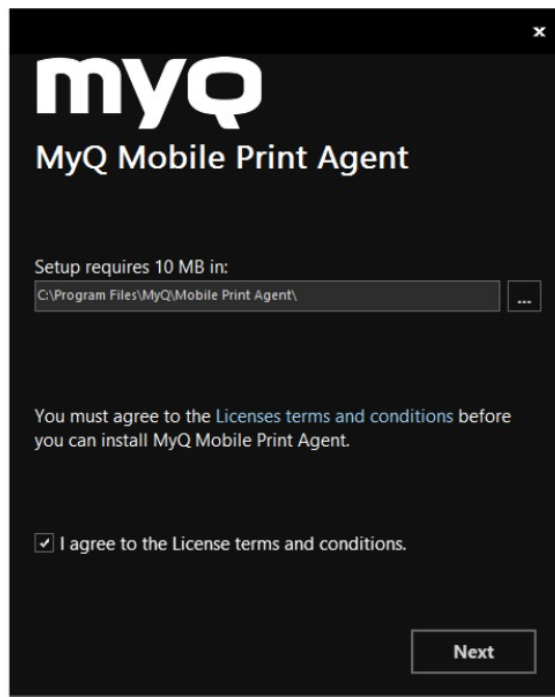 myQ
MyQ Mobile Print Agent
Setup requires 10 MB in:
C:\Program Files\MyQ\Mobile Print Agent\
...
You must agree to the Licenses terms and conditions before
you can install MyQ Mobile Print Agent.
I agree to the License terms and conditions.
Next